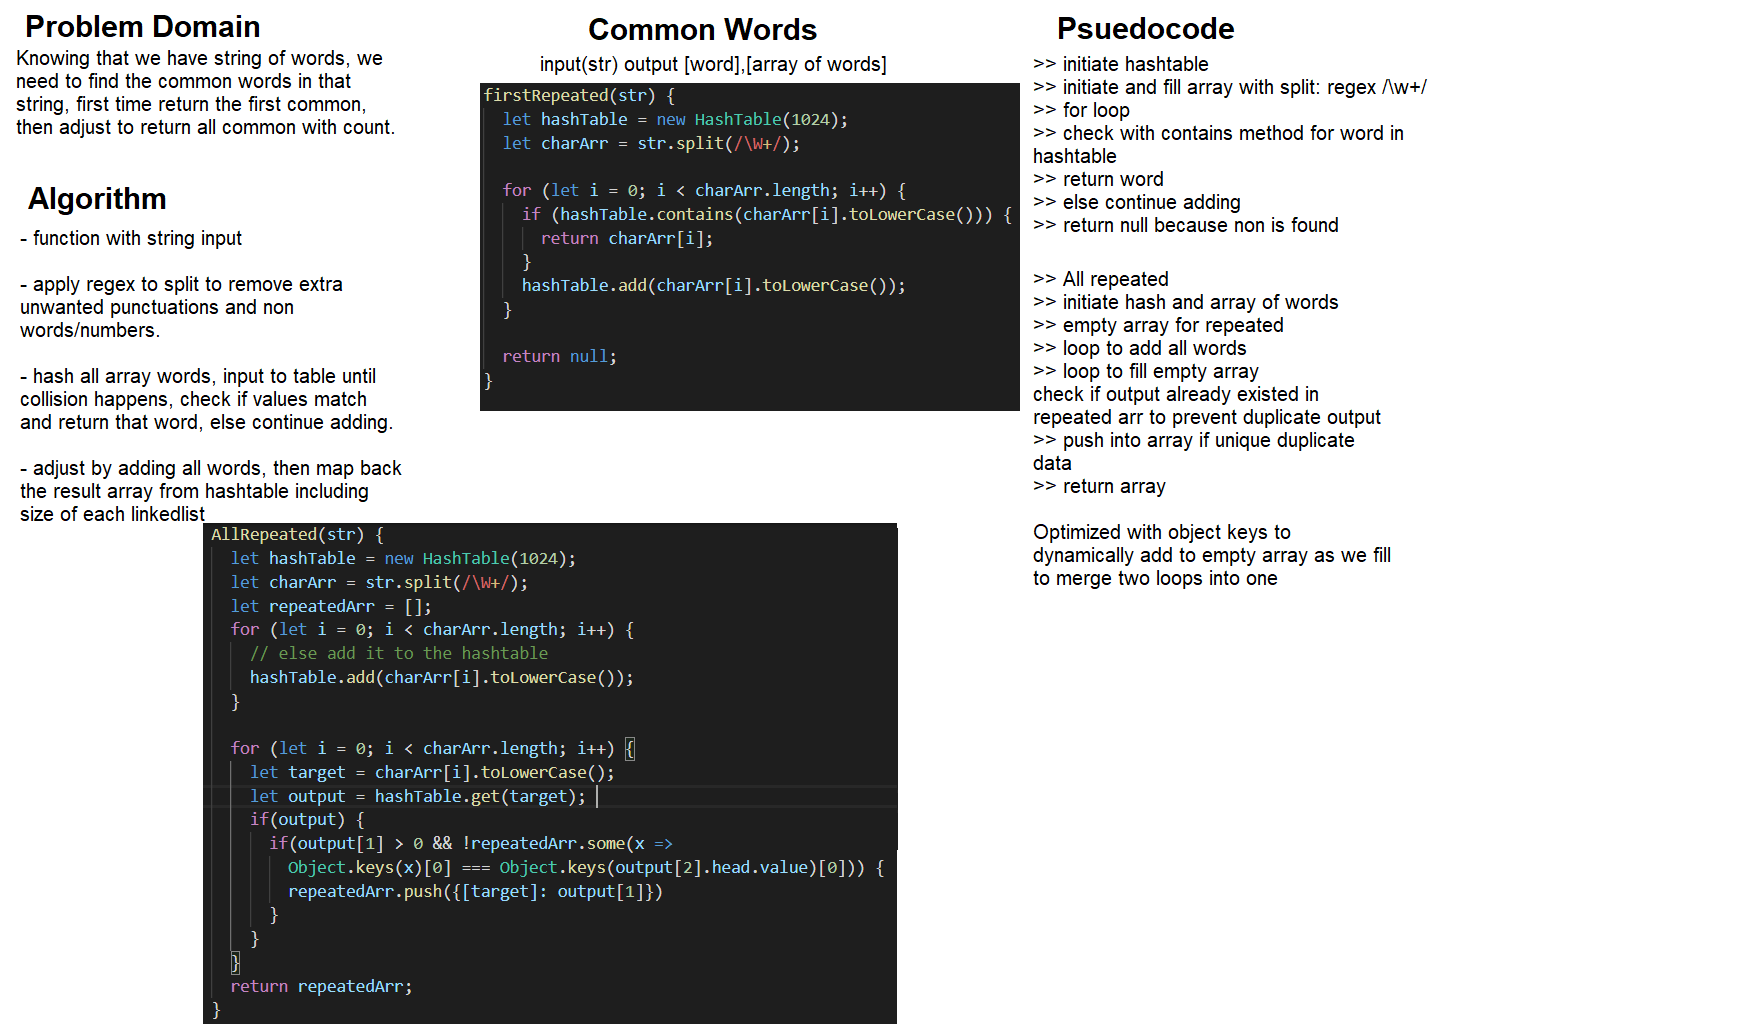 Problem Domain
Knowing that we have string of words, we
need to find the common words in that
string, first time return the first common,
then adjust to return all common with count.
Algorithm
- function with string input
- apply regex to split to remove extra
unwanted punctuations and non
words/numbers.
- hash all array words, input to table until
collision happens, check if values match
and return that word, else continue adding.
- adjust by adding all words, then map back
the result array from hashtable including
size of each linkedlist
Common Words
input(str) output [word],[array of words]
firstRepeated(str) {
let hashTable = new HashTable(1024);
let charArr = str.split(/\W+/);
for (let i = 0; i < charArr.length; i++) {
if (hashTable.contains(charArr[i].toLowerCase())) {
return charArr[i];
}
hashTable.add(charArr[i].toLowerCase());
}
return null;
}
AllRepeated(str) {
let hashTable = new HashTable(1024);
let charArr = str.split(/\W+/);
let repeatedArr = [];
for (let i = 0; i < charArr.length; i++) {
// else add it to the hashtable
hashTable.add(charArr[i].toLowerCase());
}
for (let i = 0; i < charArr.length; i++) {
let target = charArr[i].toLowerCase();
let output = hashTable.get(target);
if(output) {
if(output[1] > 0 && !repeatedArr.some(x =>
Object.keys(x)[0] === Object.keys(output[2].head.value)[0])) {
repeatedArr.push({[target]: output[1]})
}
}
}
return repeatedArr;
}
Psuedocode
>> initiate hashtable
>> initiate and fill array with split: regex /\w+/
>> for loop
>> check with contains method for word in
hashtable
>> return word
>> else continue adding
>> return null because non is found
>> All repeated
>> initiate hash and array of words
>> empty array for repeated
>> loop to add all words
>> loop to fill empty array
check if output already existed in
repeated arr to prevent duplicate output
>> push into array if unique duplicate
data
>> return array
Optimized with object keys to
dynamically add to empty array as we fill
to merge two loops into one